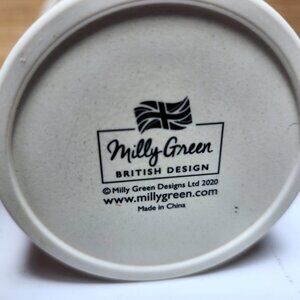 Milly Green
BRITISH DESIGN
© Milly Green Designs Ltd 2020
www.millygreen.com
Made in China